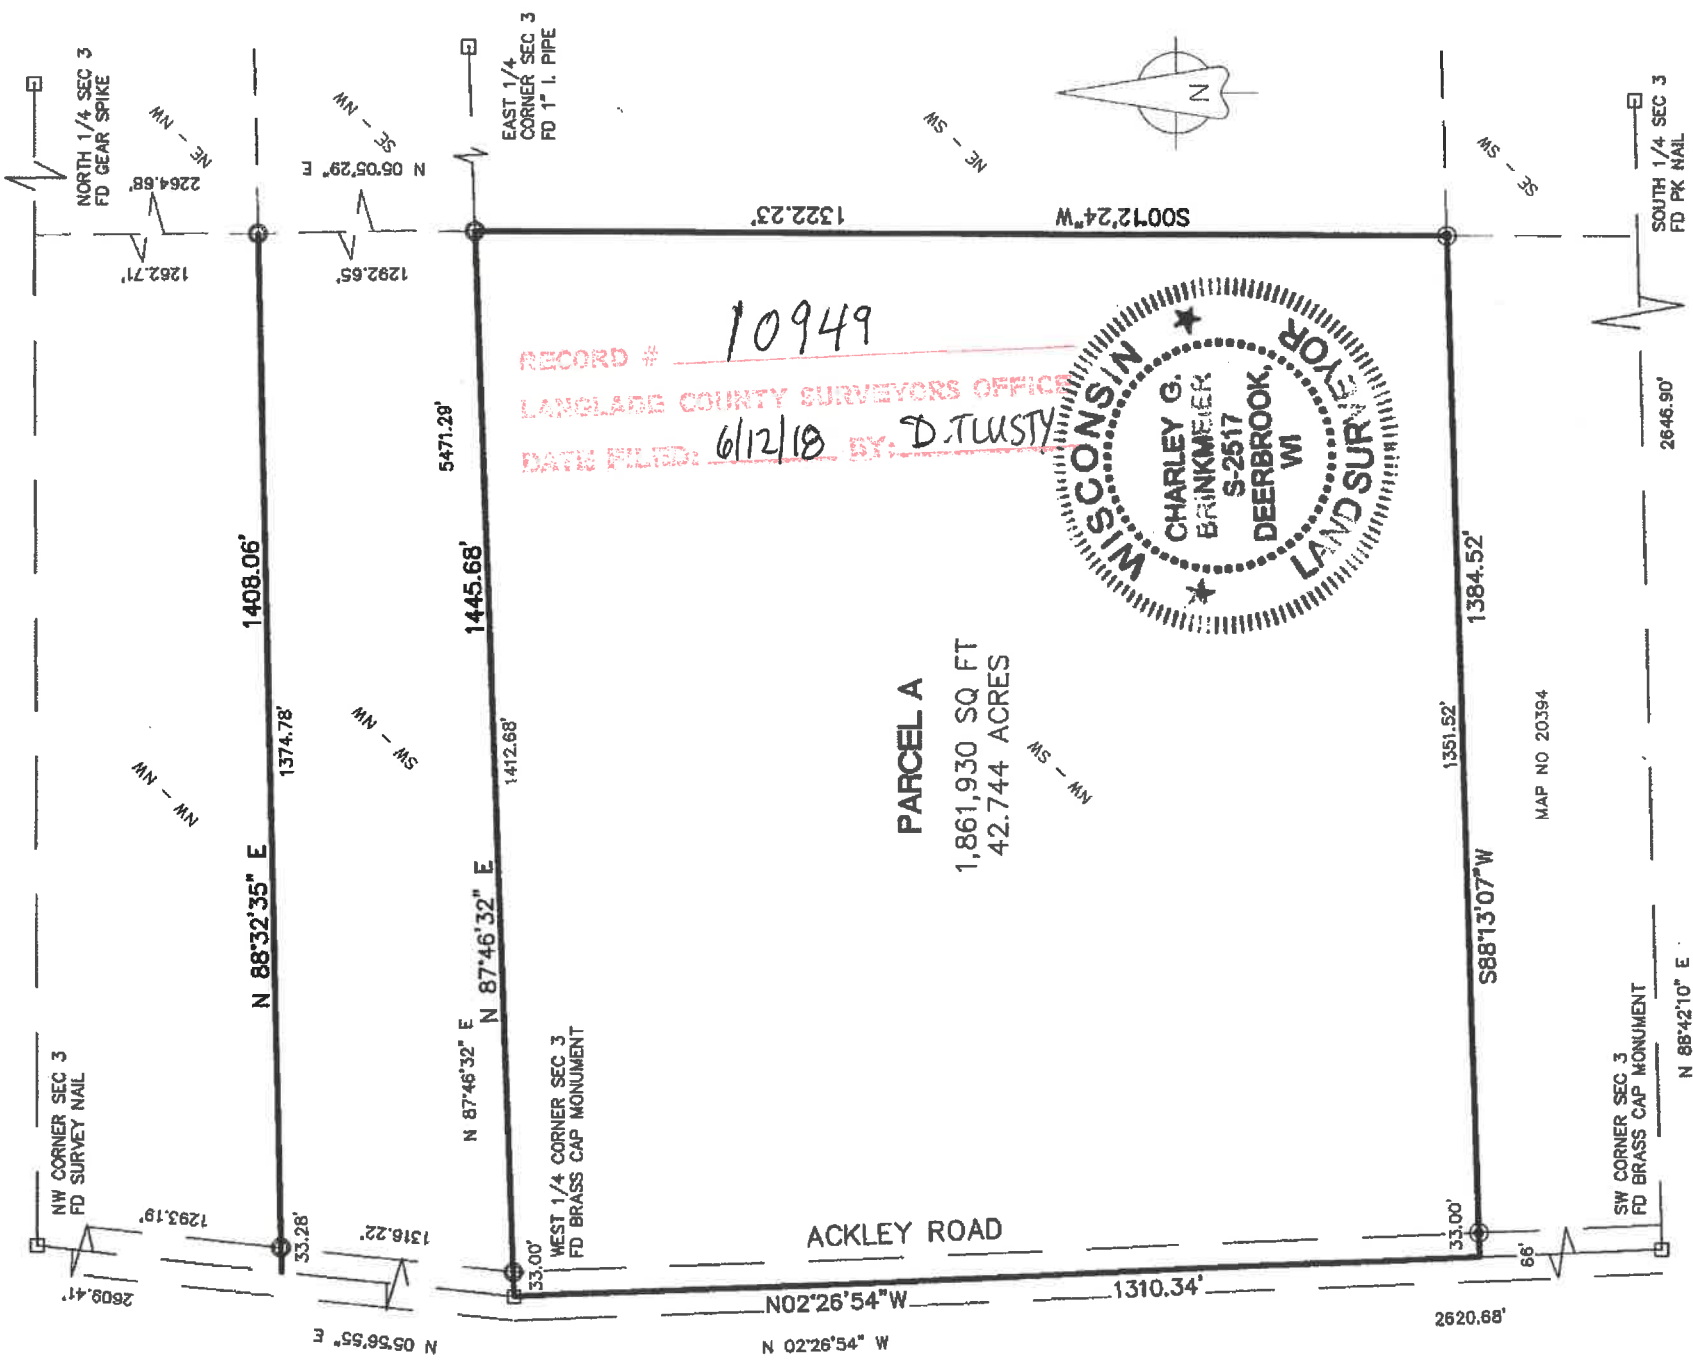 NORTH 1/4 SEC 3
FD GEAR SPIKE
EAST 1/4
CORNER SEC 3
FD 1" I. PIPE
NE - NW
2264.68'
1262.71'
SE - NW
N 05°05'29" E
1292.65'
NE - SW
N
SE - SW
SOUTH 1/4 SEC 3
FD PK NAIL
1322.23'
S00°12'24"W
RECORD # 10949
LANGLADE COUNTY SURVEYORS OFFICE
DATE FILED: 6/12/18 BY: D.TLUSTY
WISCONSIN
CHARLEY G.
BRINKMEIER
S-2517
DEERBROOK,
WI
LAND SURVEYOR
5471.29'
1408.06'
1374.78'
N 88°32'35" E
NW - NW
SW - NW
1445.68'
1412.68'
N 87°46'32" E
N 87°46'32" E
PARCEL A
1,861,930 SQ FT
42.744 ACRES
NW - SW
1384.52'
1351.52'
S88°13'07"W
2646.90'
MAP NO 20394
NW CORNER SEC 3
FD SURVEY NAIL
1293.19'
33.28'
1316.22'
2609.41'
N 05°56'55" E
WEST 1/4 CORNER SEC 3
FD BRASS CAP MONUMENT
33.00'
ACKLEY ROAD
N02°26'54"W
1310.34'
N 02°26'54" W
33.00'
66'
2620.68'
SW CORNER SEC 3
FD BRASS CAP MONUMENT
N 88°42'10" E